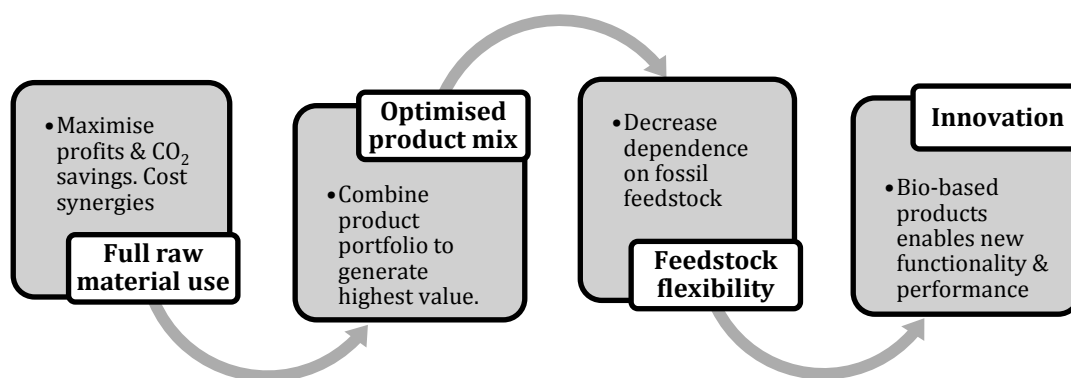 •Maximise
profits & CO₂
savings. Cost
synergies
Full raw
material use
Optimised
product mix
•Combine
product
portfolio to
generate
highest value.
•Decrease
dependence
on fossil
feedstock
Feedstock
flexibility
Innovation
•Bio-based
products
enables new
functionality &
performance